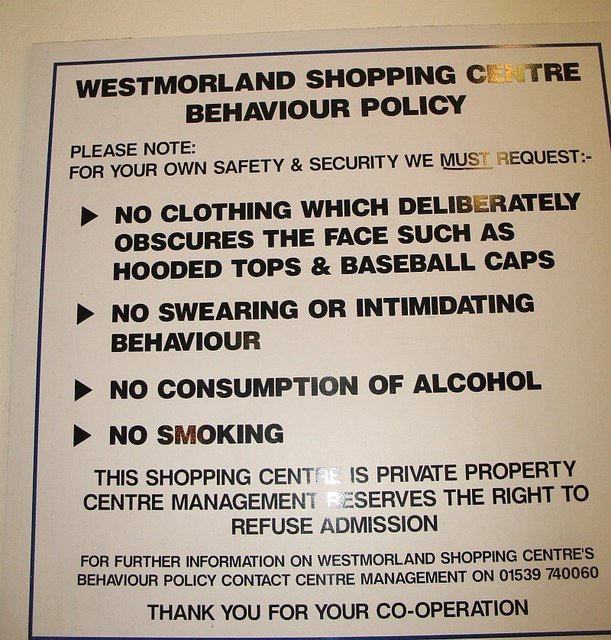 WESTMORLAND SHOPPING CENTRE
BEHAVIOUR POLICY
PLEASE NOTE:
FOR YOUR OWN SAFETY & SECURITY WE MUST REQUEST:-
NO CLOTHING WHICH DELIBERATELY
OBSCURES THE FACE SUCH AS
HOODED TOPS & BASEBALL CAPS
NO SWEARING OR INTIMIDATING
BEHAVIOUR
NO CONSUMPTION OF ALCOHOL
NO SMOKING
THIS SHOPPING CENTRE IS PRIVATE PROPERTY
CENTRE MANAGEMENT RESERVES THE RIGHT TO
REFUSE ADMISSION
FOR FURTHER INFORMATION ON WESTMORLAND SHOPPING CENTRE'S
BEHAVIOUR POLICY CONTACT CENTRE MANAGEMENT ON 01539 740060
THANK YOU FOR YOUR CO-OPERATION